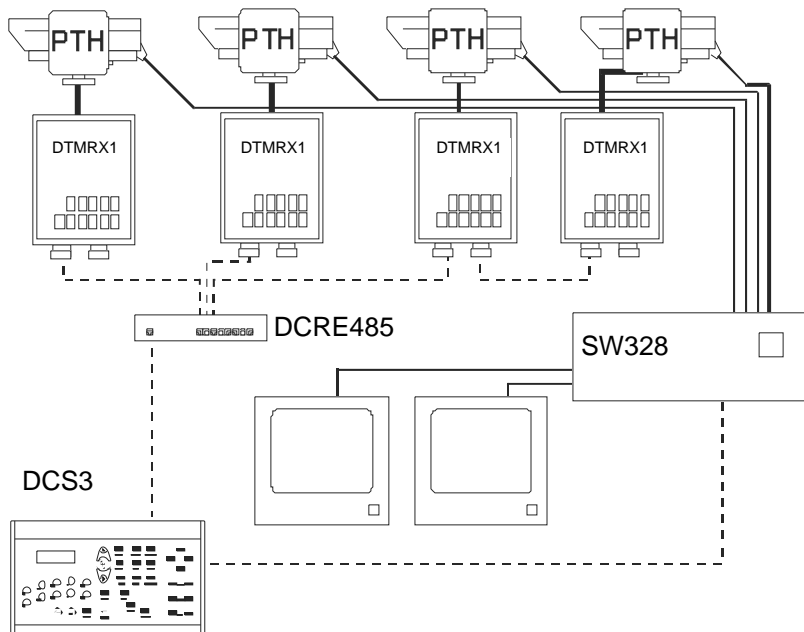 PTH
PTH
PTH
PTH
DTMRX1
DTMRX1
DTMRX1
DTMRX1
DCRE485
SW328
DCS3